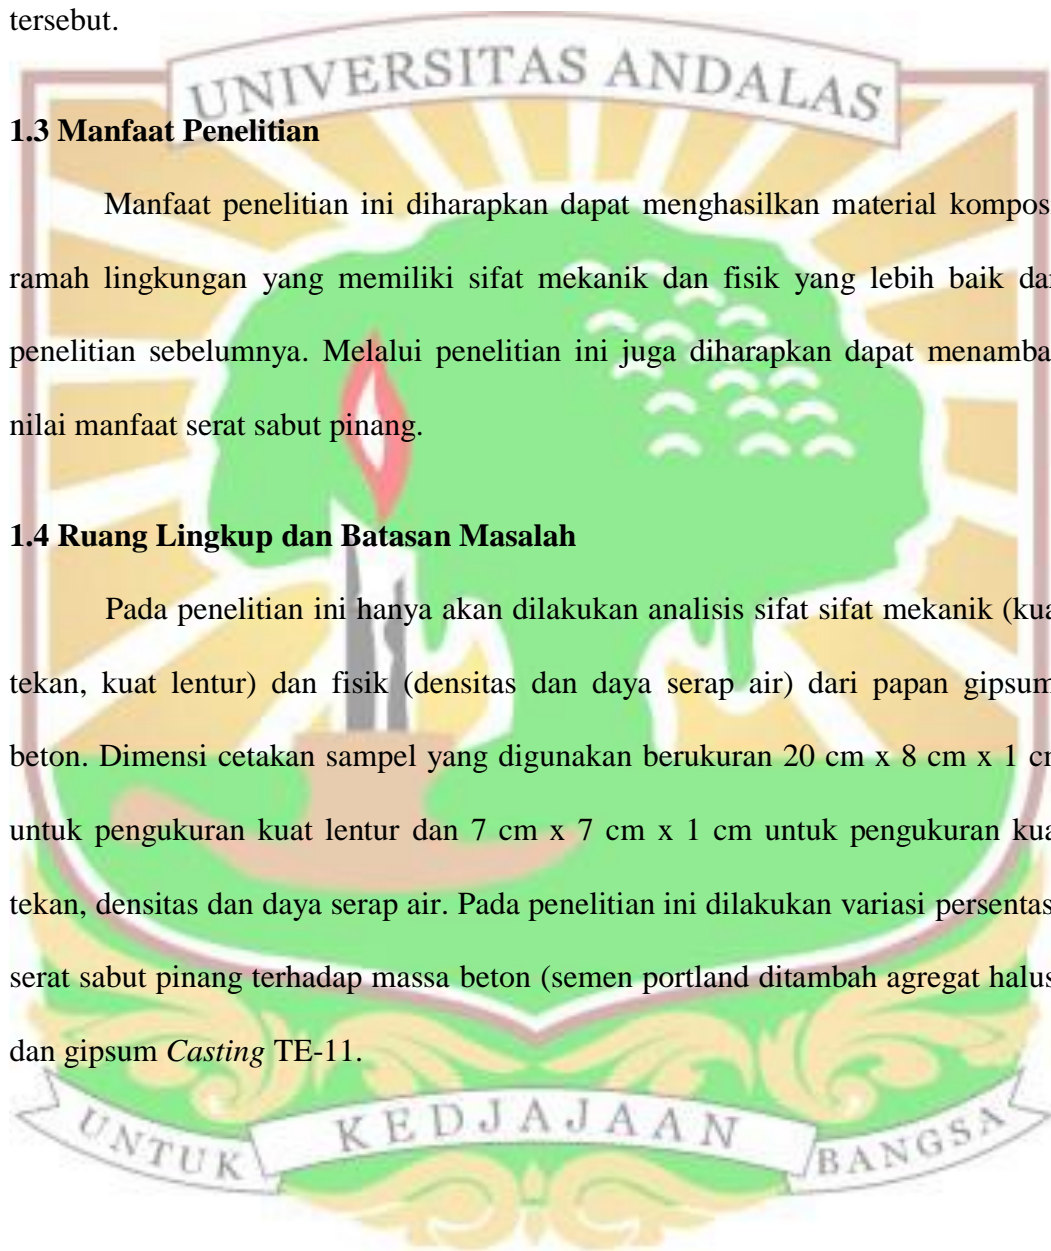 tersebut.
UNIVERSITAS ANDALAS
1.3 Manfaat Penelitian
Manfaat penelitian ini diharapkan dapat menghasilkan material kompos
ramah lingkungan yang memiliki sifat mekanik dan fisik yang lebih baik dar
penelitian sebelumnya. Melalui penelitian ini juga diharapkan dapat menamba
nilai manfaat serat sabut pinang.
1.4 Ruang Lingkup dan Batasan Masalah
Pada penelitian ini hanya akan dilakukan analisis sifat sifat mekanik (kua
tekan, kuat lentur) dan fisik (densitas dan daya serap air) dari papan gipsum
beton. Dimensi cetakan sampel yang digunakan berukuran 20 cm x 8 cm x 1 cm
untuk pengukuran kuat lentur dan 7 cm x 7 cm x 1 cm untuk pengukuran kua
tekan, densitas dan daya serap air. Pada penelitian ini dilakukan variasi persentas
serat sabut pinang terhadap massa beton (semen portland ditambah agregat halus
dan gipsum Casting TE-11.
UNTUK KEDJAJAAN BANGSA